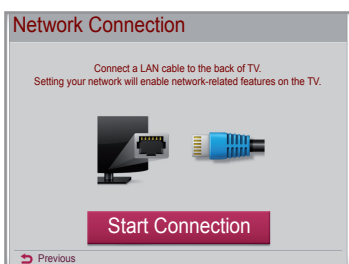 Network Connection
Connect a LAN cable to the back of TV.
Setting your network will enable network-related features on the TV.
Start Connection
Previous